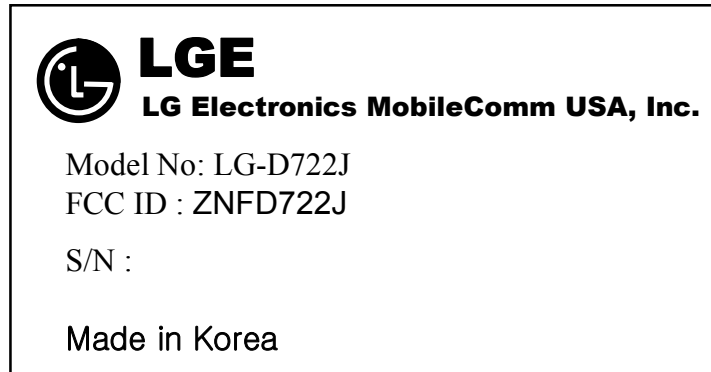 LGE
LG Electronics MobileComm USA, Inc.
Model No: LG-D722J
FCC ID : ZNFD722J
S/N :
Made in Korea